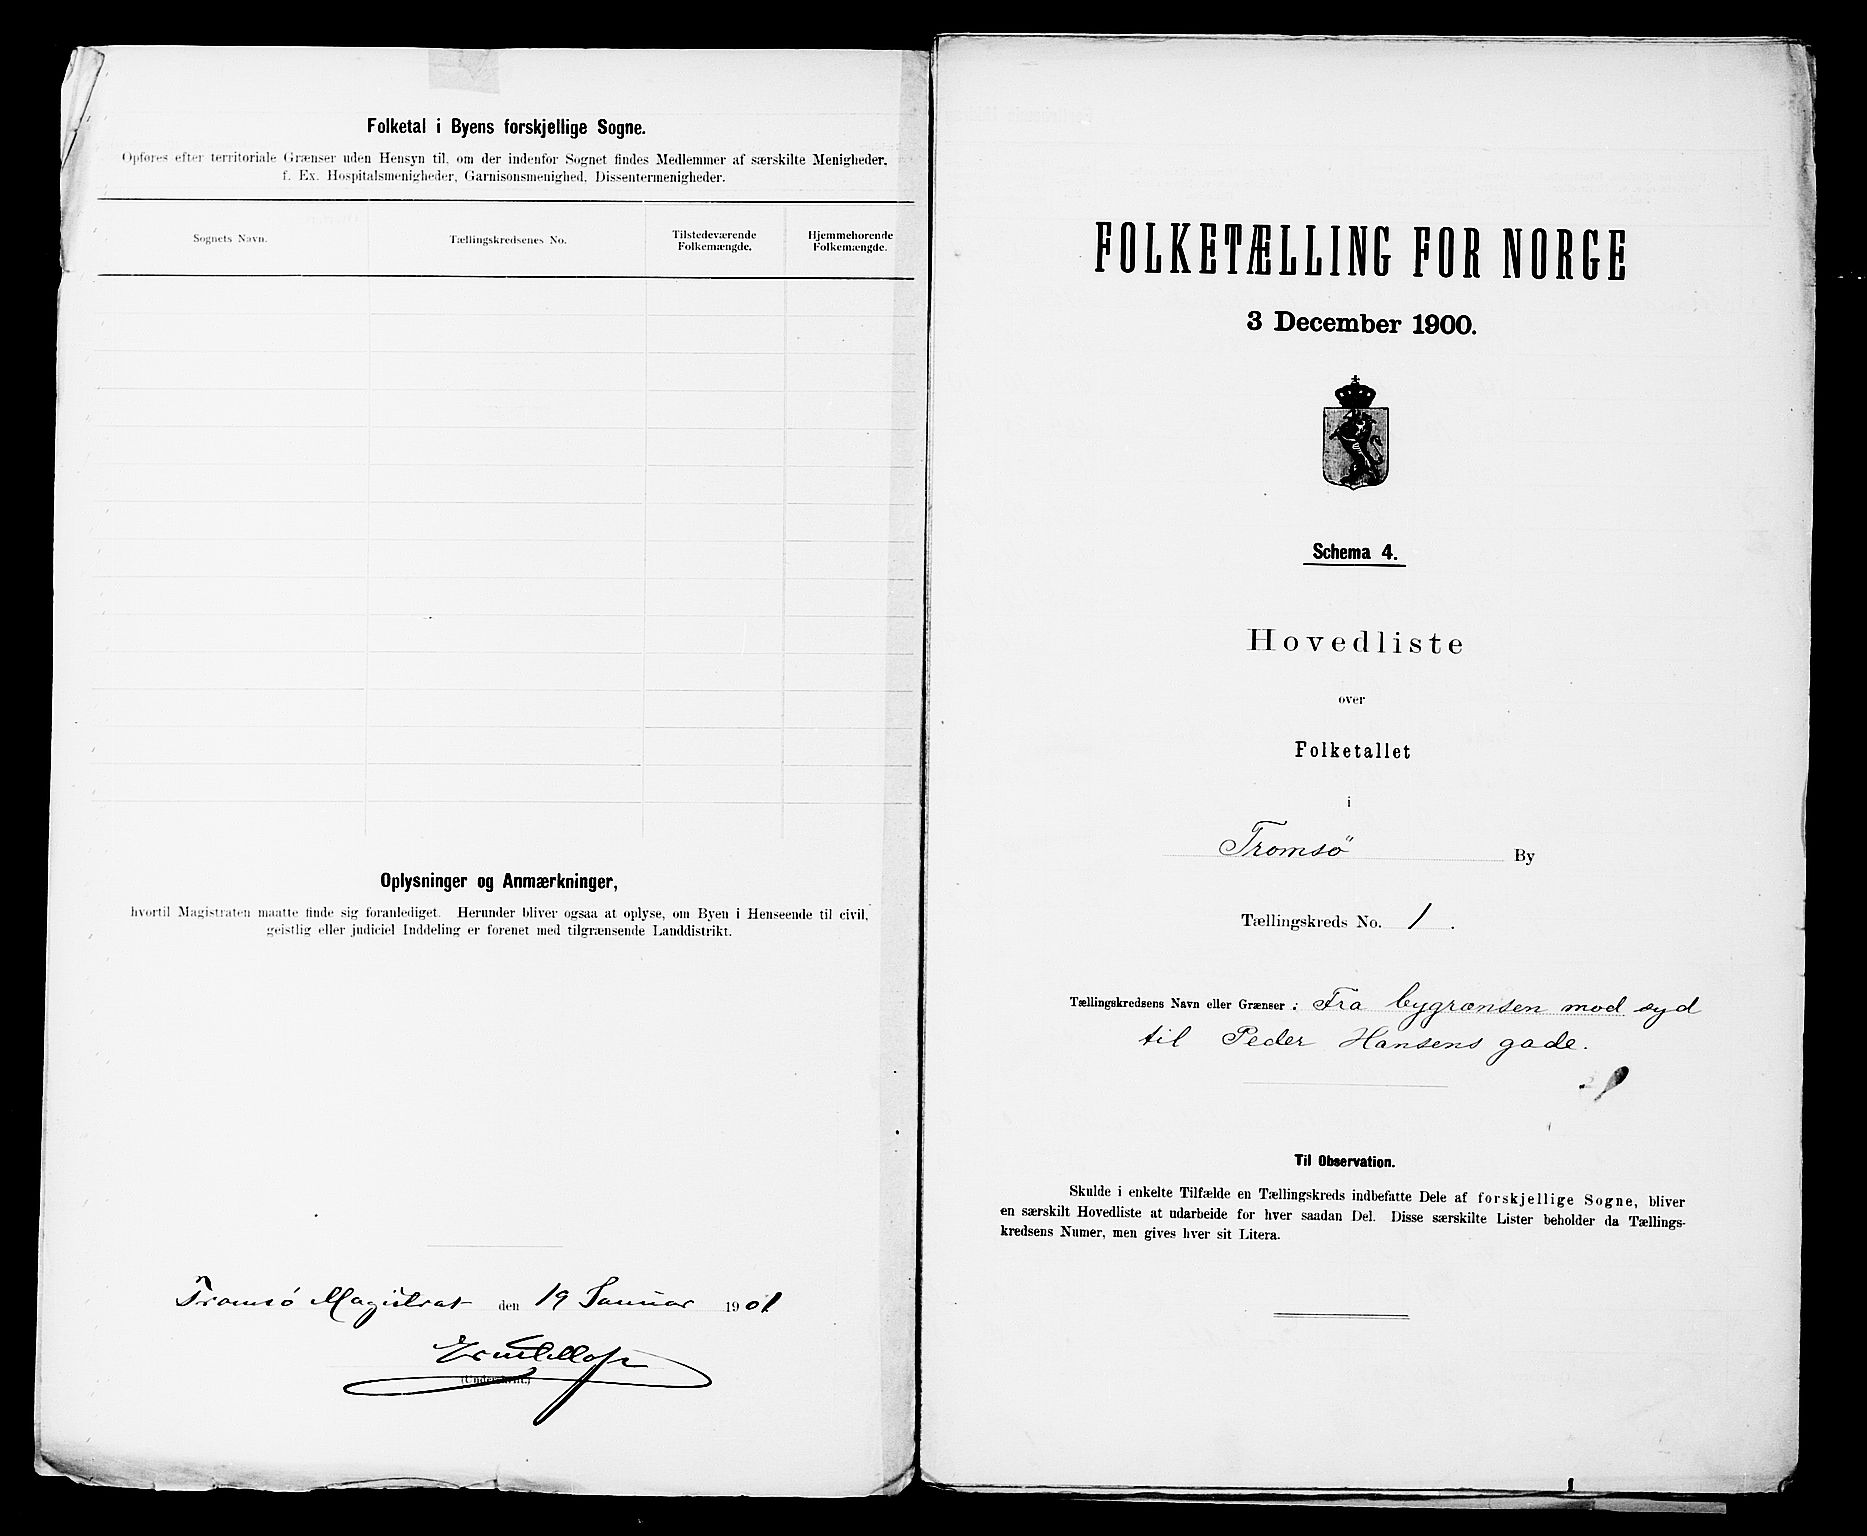 Folketal i Byens forskjellige Sogne.
Opføres efter territoriale Grænser uden Hensyn til, om der indenfor Sognet findes Medlemmer af særskilte Menigheder,
f. Ex. Hospitalsmenigheder, Garnisonsmenighed, Dissentermenigheder.
Sognets Navn.
Tællingskredsenes No.
Tilstedeværende
Folkemængde.
Hjemmehørende
Folkemængde.
Oplysninger og Anmærkninger,
hvortil Magistraten maatte finde sig foranlediget. Herunder bliver ogsaa at oplyse, om Byen i Henseende til civil,
geistlig eller judiciel Inddeling er forenet med tilgrænsende Landdistrikt.
Tromsö Magistrat den 19 Januar 1901
(Underskrift.)
FOLKETÆLLING FOR NORGE
3 December 1900.
Schema 4.
Hovedliste
over
Folketallet
i
Tromsö By
Tællingskreds No. 1.
Tællingskredsens Navn eller Grænser: Fra bygrænsen mod syd
til Peder Hansens gade.
Til Observation.
Skulde i enkelte Tilfælde en Tællingskreds indbefatte Dele af forskjellige Sogne, bliver
en særskilt Hovedliste at udarbeide for hver saadan Del. Disse særskilte Lister beholder da Tællings-
kredsens Numer, men gives hver sit Litera.